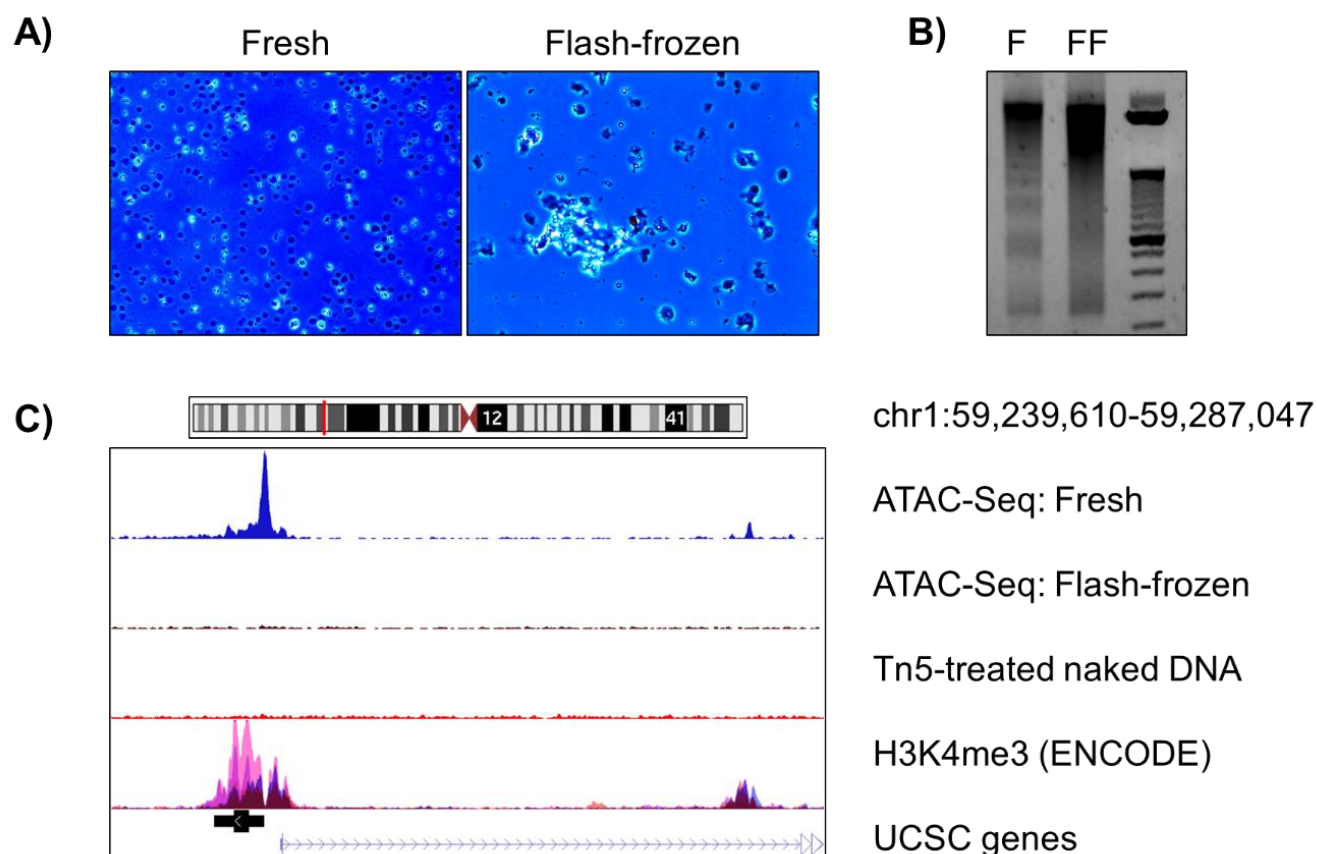 A)
Fresh
Flash-frozen
B)
F FF
C)
12
41
chr1:59,239,610-59,287,047
ATAC-Seq: Fresh
ATAC-Seq: Flash-frozen
Tn5-treated naked DNA
H3K4me3 (ENCODE)
UCSC genes